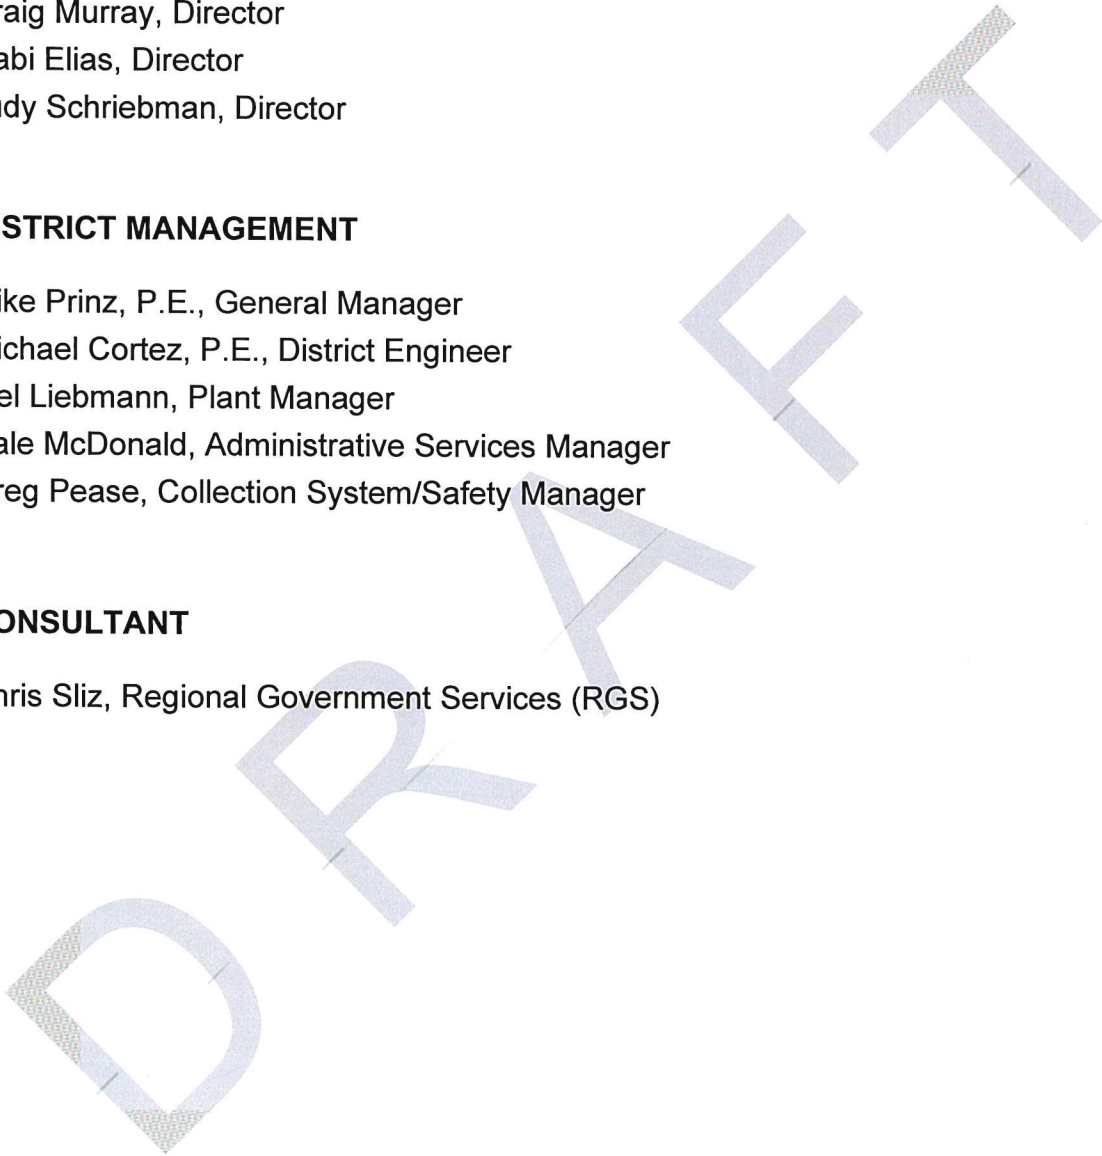 raig Murray, Director
abi Elias, Director
udy Schriebman, Director
STRICT MANAGEMENT
ike Prinz, P.E., General Manager
ichael Cortez, P.E., District Engineer
el Liebmann, Plant Manager
ale McDonald, Administrative Services Manager
reg Pease, Collection System/Safety Manager
ONSULTANT
hris Sliz, Regional Government Services (RGS)
DRAFT